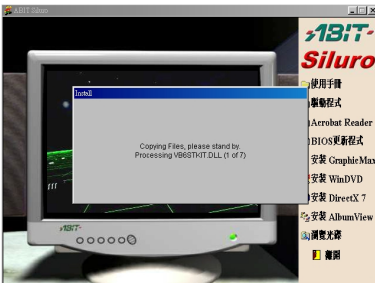 ABIT Siluro
ABIT
Siluro
使用手冊
驅動程式
Acrobat Reader
BIOS更新程式
安裝 GraphicMax
安裝 WinDVD
安裝 DirectX 7
安裝 AlbumView
瀏覽光碟
離開
Install
Copying Files, please stand by.
Processing VB6STKIT.DLL (1 of 7)
ABIT